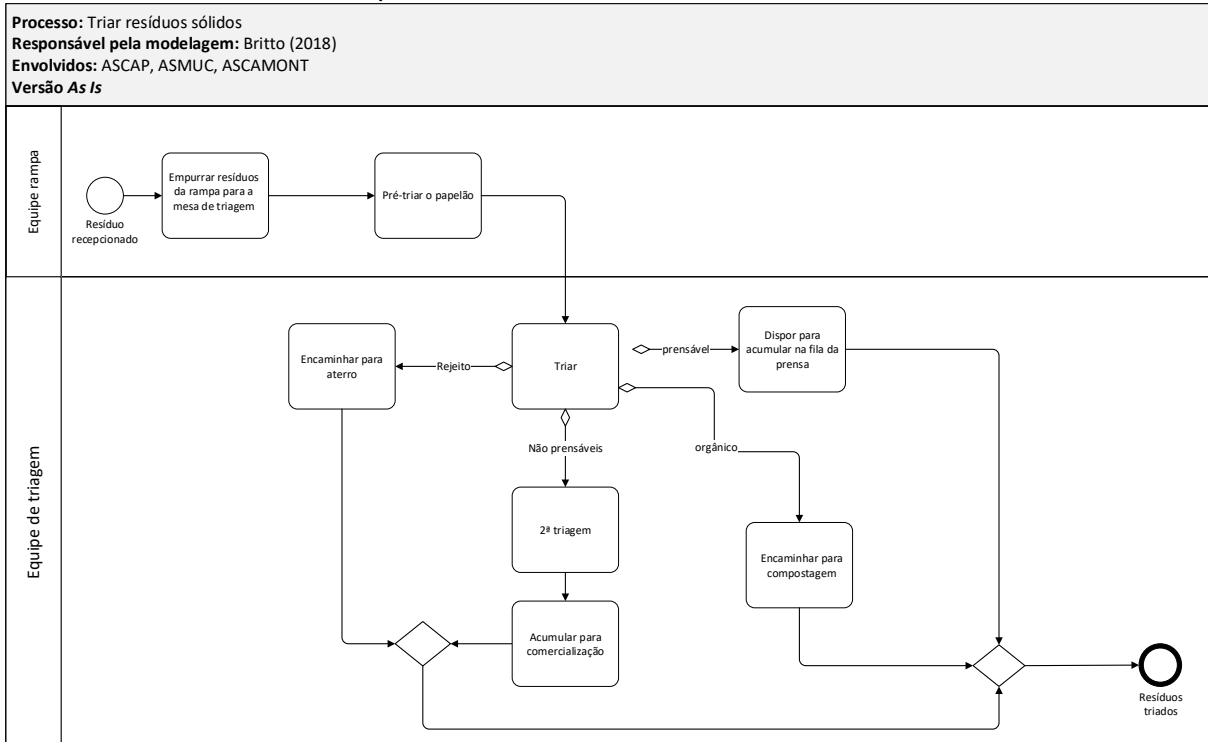 Processo: Triar resíduos sólidos
Responsável pela modelagem: Britto (2018)
Envolvidos: ASCAP, ASMUC, ASCAMONT
Versão As Is
Equipe rampa
Resíduo
recepcionado
Empurrar resíduos
da rampa para a
mesa de triagem
Pré-triar o papelão
Equipe de triagem
Encaminhar para
aterro
Rejeito
Triar
prensável
Dispor para
acumular na fila da
prensa
Não prensáveis
orgânico
2ª triagem
Encaminhar para
compostagem
Acumular para
comercialização
Resíduos
triados